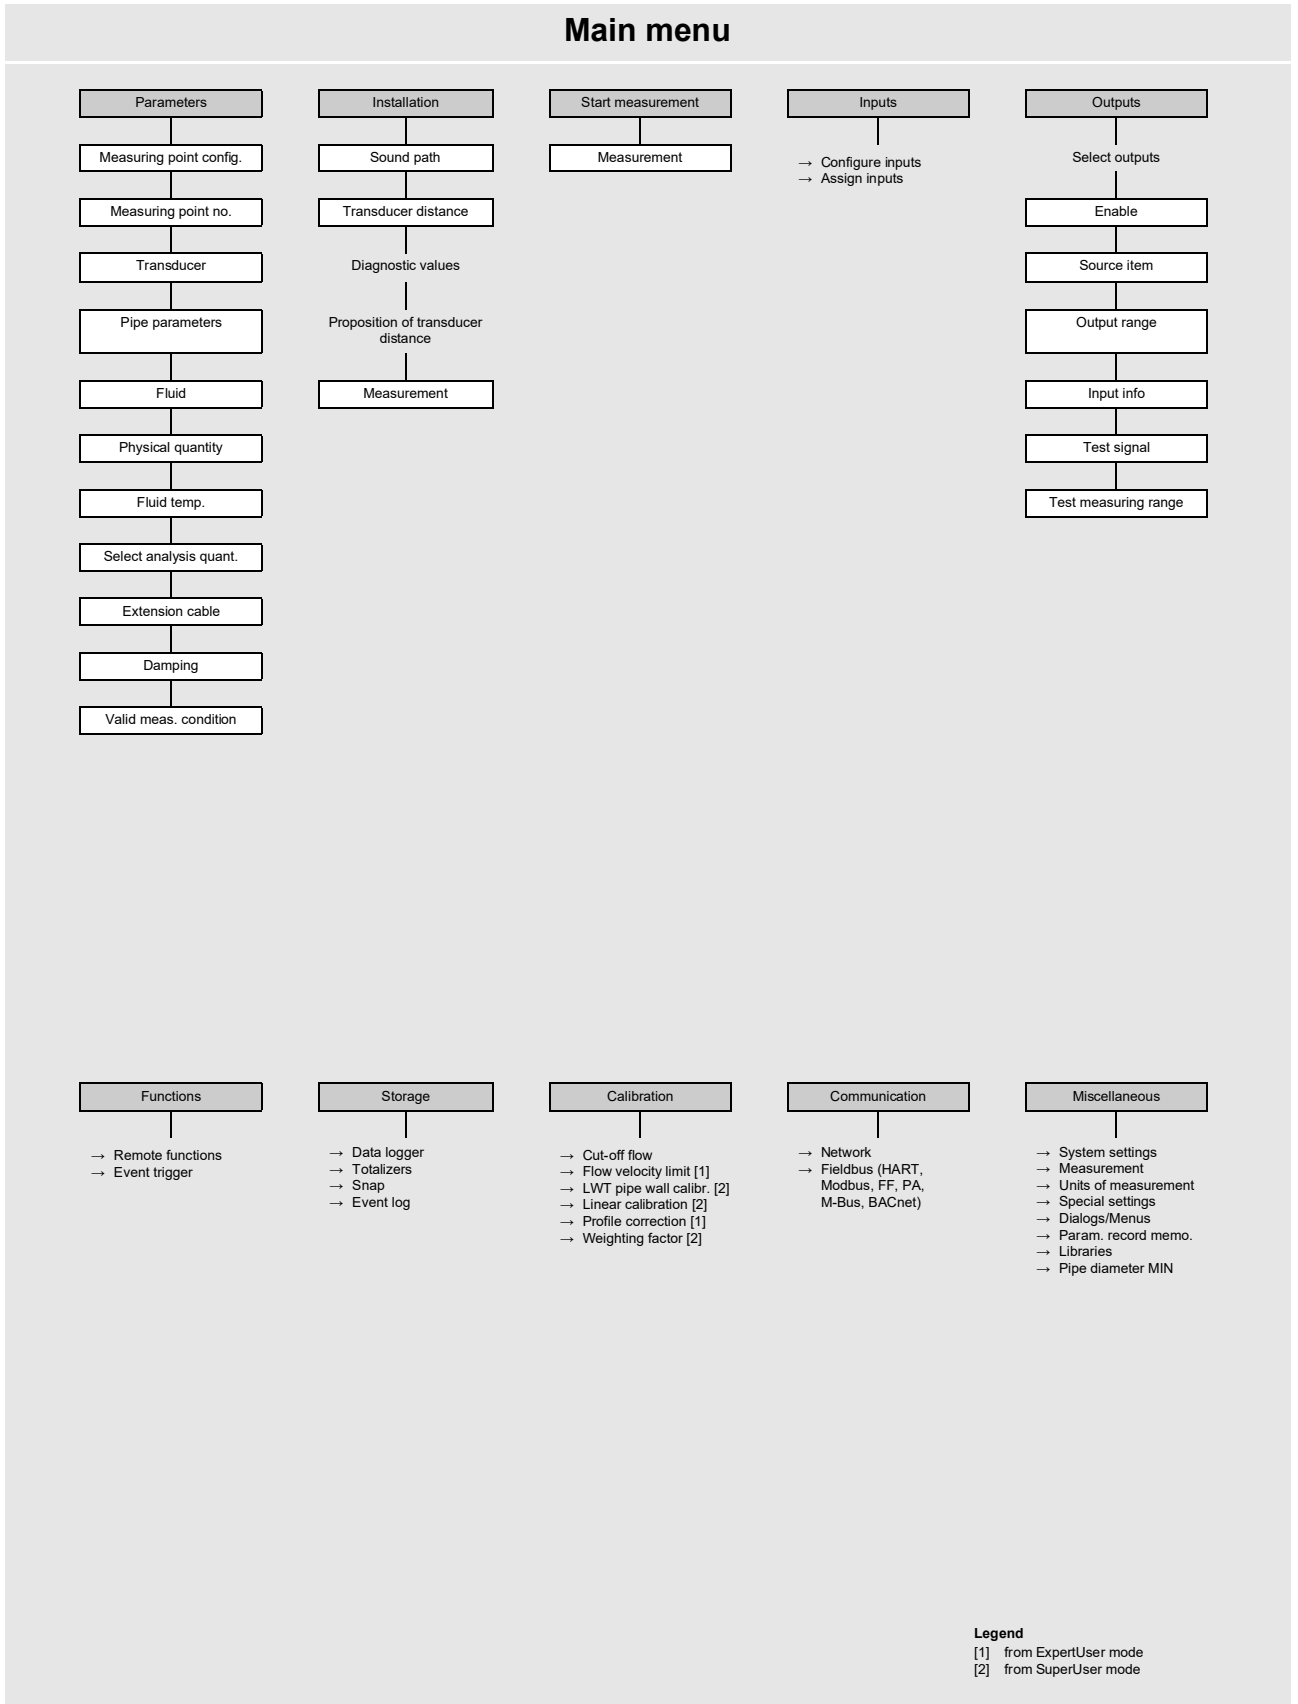 Main menu
Parameters
Measuring point config.
Measuring point no.
Transducer
Pipe parameters
Fluid
Physical quantity
Fluid temp.
Select analysis quant.
Extension cable
Damping
Valid meas. condition
Installation
Sound path
Transducer distance
Diagnostic values
Proposition of transducer
distance
Measurement
Start measurement
Measurement
Inputs
→ Configure inputs
→ Assign inputs
Outputs
Select outputs
Enable
Source item
Output range
Input info
Test signal
Test measuring range
Functions
→ Remote functions
→ Event trigger
Storage
→ Data logger
→ Totalizers
→ Snap
→ Event log
Calibration
→ Cut-off flow
→ Flow velocity limit [1]
→ LWT pipe wall calibr. [2]
→ Linear calibration [2]
→ Profile correction [1]
→ Weighting factor [2]
Communication
→ Network
→ Fieldbus (HART,
Modbus, FF, PA,
M-Bus, BACnet)
Miscellaneous
→ System settings
→ Measurement
→ Units of measurement
→ Special settings
→ Dialogs/Menus
→ Param. record memo.
→ Libraries
→ Pipe diameter MIN
Legend
[1] from ExpertUser mode
[2] from SuperUser mode